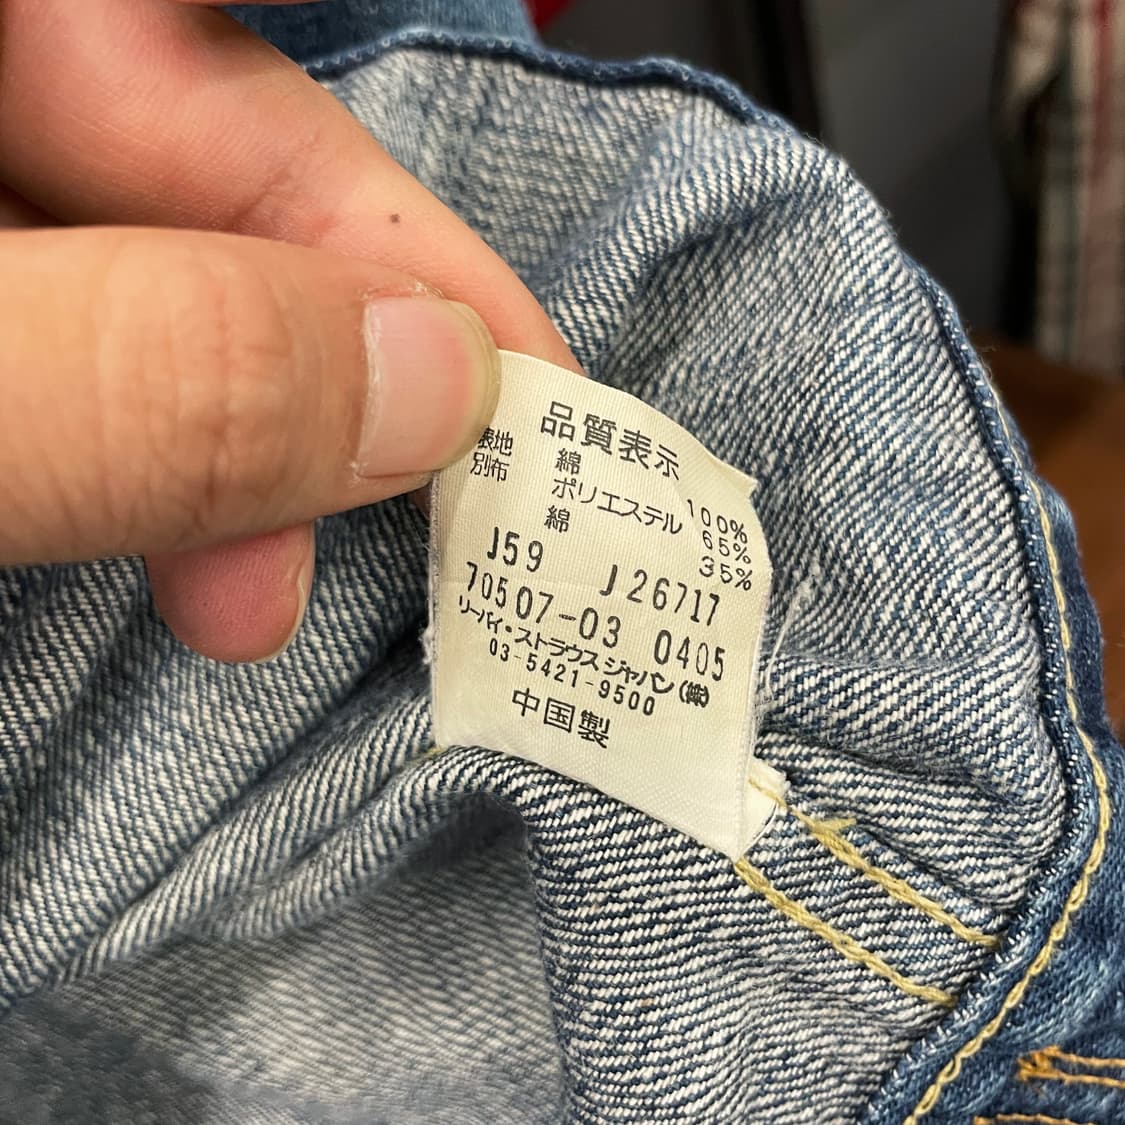 品質表示
表地 綿 100%
別布 ポリエステル 65%
綿 35%
J59 J26717
70507-03 0405
リーバイ・ストラウス ジャパン(株)
03-5421-9500
中国製